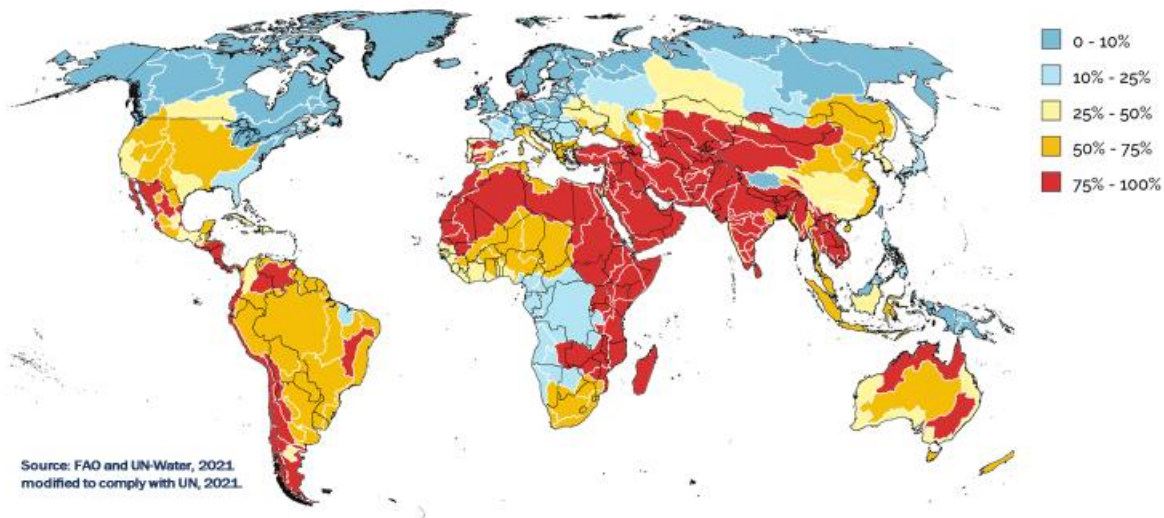 0 - 10%
10% - 25%
25% - 50%
50% - 75%
75% - 100%
Source: FAO and UN-Water, 2021.
modified to comply with UN, 2021.